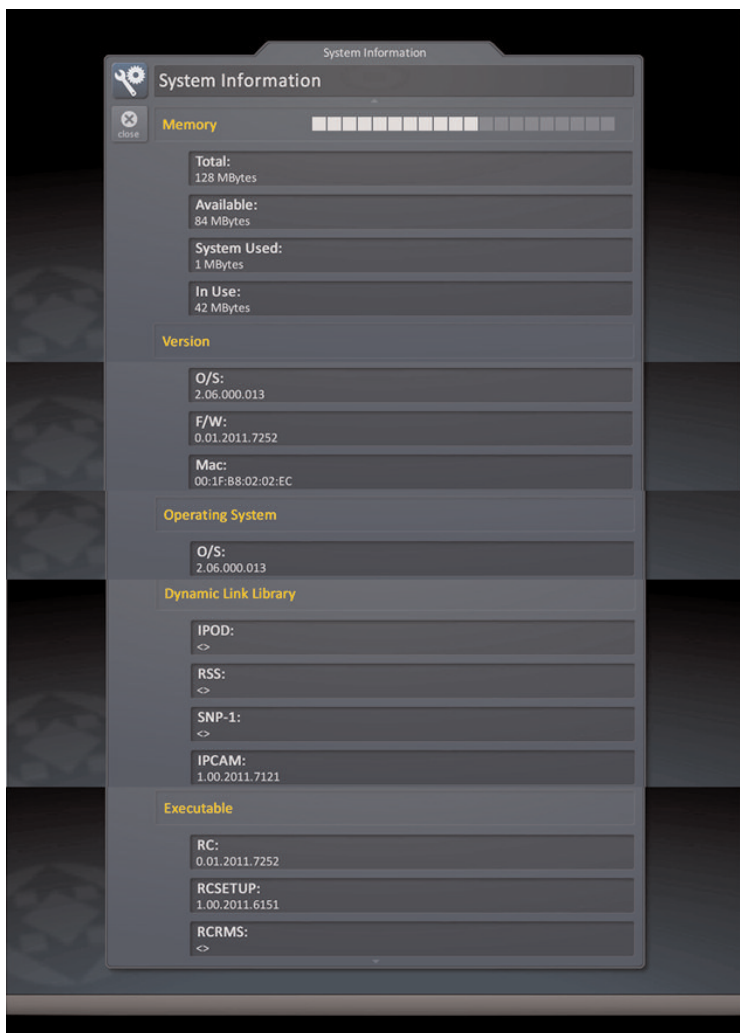 System Information
System Information
close
Memory
Total:
128 MBytes
Available:
84 MBytes
System Used:
1 MBytes
In Use:
42 MBytes
Version
O/S:
2.06.000.013
F/W:
0.01.2011.7252
Mac:
00:1F:B8:02:02:EC
Operating System
O/S:
2.06.000.013
Dynamic Link Library
IPOD:
<>
RSS:
<>
SNP-1:
<>
IPCAM:
1.00.2011.7121
Executable
RC:
0.01.2011.7252
RCSETUP:
1.00.2011.6151
RCRMS:
<>